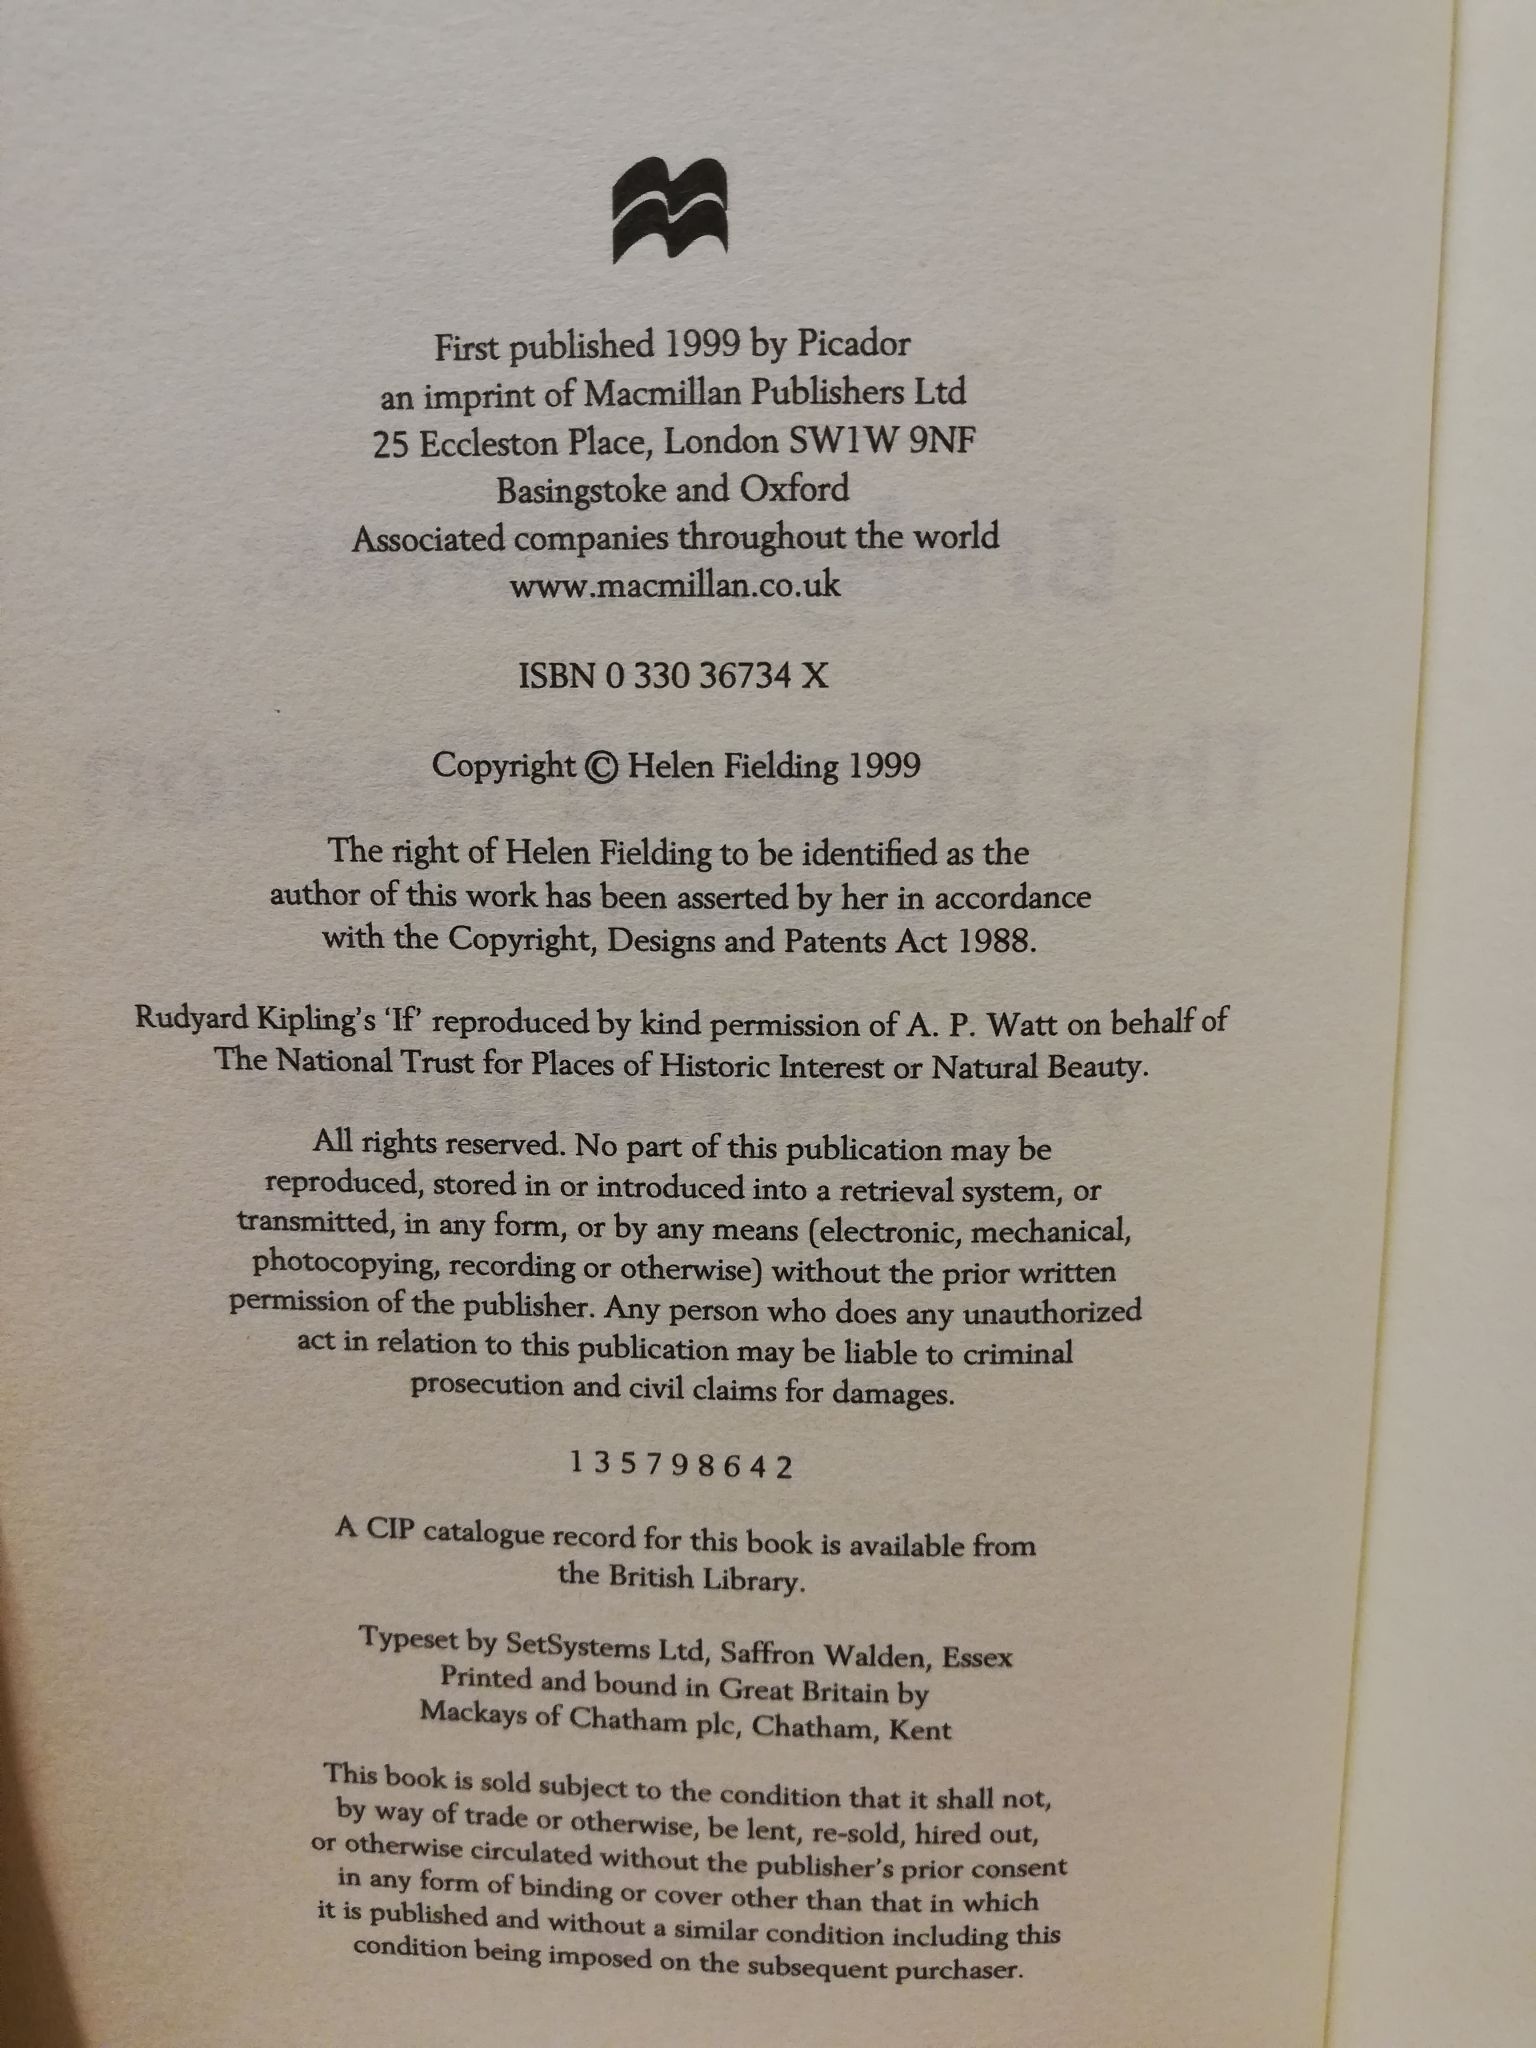 First published 1999 by Picador
an imprint of Macmillan Publishers Ltd
25 Eccleston Place, London SW1W 9NF
Basingstoke and Oxford
Associated companies throughout the world
www.macmillan.co.uk
ISBN 0 330 36734 X
Copyright © Helen Fielding 1999
The right of Helen Fielding to be identified as the
author of this work has been asserted by her in accordance
with the Copyright, Designs and Patents Act 1988.
Rudyard Kipling's 'If' reproduced by kind permission of A. P. Watt on behalf of
The National Trust for Places of Historic Interest or Natural Beauty.
All rights reserved. No part of this publication may be
reproduced, stored in or introduced into a retrieval system, or
transmitted, in any form, or by any means (electronic, mechanical,
photocopying, recording or otherwise) without the prior written
permission of the publisher. Any person who does any unauthorized
act in relation to this publication may be liable to criminal
prosecution and civil claims for damages.
1 3 5 7 9 8 6 4 2
A CIP catalogue record for this book is available from
the British Library.
Typeset by SetSystems Ltd, Saffron Walden, Essex
Printed and bound in Great Britain by
Mackays of Chatham plc, Chatham, Kent
This book is sold subject to the condition that it shall not,
by way of trade or otherwise, be lent, re-sold, hired out,
or otherwise circulated without the publisher's prior consent
in any form of binding or cover other than that in which
it is published and without a similar condition including this
condition being imposed on the subsequent purchaser.